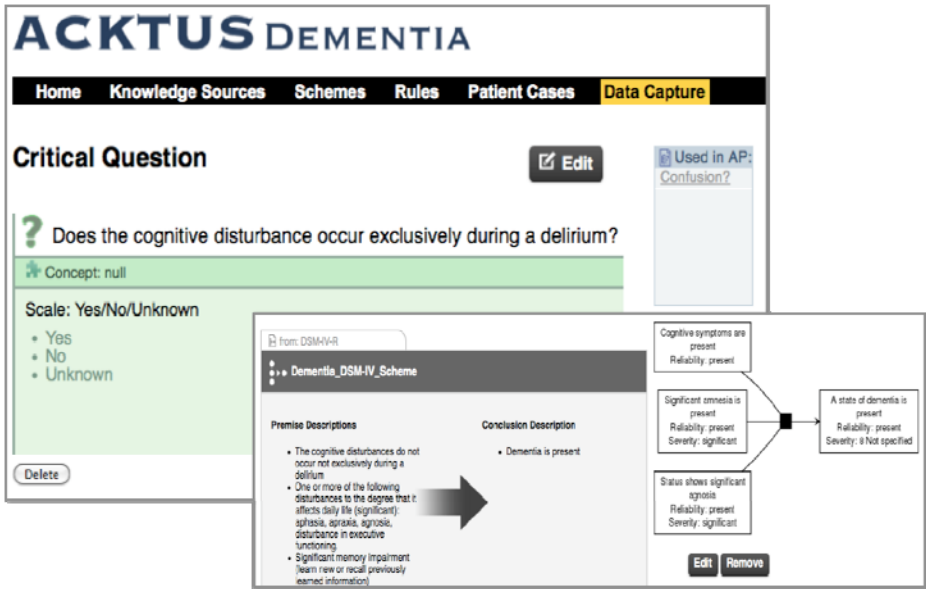 ACKTUS DEMENTIA
Home Knowledge Sources Schemes Rules Patient Cases Data Capture
Critical Question
Edit
Used in AP:
Confusion?
? Does the cognitive disturbance occur exclusively during a delirium?
Concept: null
Scale: Yes/No/Unknown
• Yes
• No
• Unknown
Delete
from: DSM-IV-R
Dementia_DSM-IV_Scheme
Premise Descriptions
• The cognitive disturbances do not
occur not exclusively during a
delirium
• One or more of the following
disturbances to the degree that it
affects daily life (significant):
aphasia, apraxia, agnosia,
disturbance in executive
functioning.
• Significant memory impairment
(learn new or recall previously
learned information)
Conclusion Description
• Dementia is present
Cognitive symptoms are
present
Reliability: present
Significant amnesia is
present
Reliability: present
Severity: significant
Status shows significant
agnosia
Reliability: present
Severity: significant
A state of dementia is
present
Reliability: present
Severity: 8 Not specified
Edit Remove